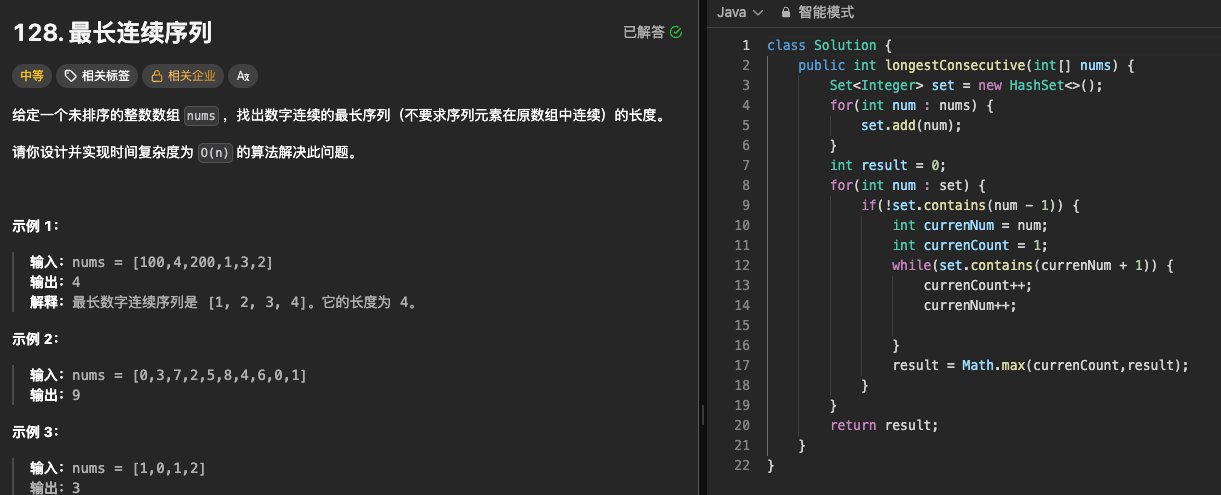 128. 最长连续序列
已解答
中等 相关标签 相关企业 Ax
给定一个未排序的整数数组 nums ，找出数字连续的最长序列（不要求序列元素在原数组中连续）的长度。
请你设计并实现时间复杂度为 O(n) 的算法解决此问题。
示例 1：
输入：nums = [100,4,200,1,3,2]
输出：4
解释：最长数字连续序列是 [1, 2, 3, 4]。它的长度为 4。
示例 2：
输入：nums = [0,3,7,2,5,8,4,6,0,1]
输出：9
示例 3：
输入：nums = [1,0,1,2]
输出：3
Java 智能模式
1 class Solution {
2     public int longestConsecutive(int[] nums) {
3         Set<Integer> set = new HashSet<>();
4         for(int num : nums) {
5             set.add(num);
6         }
7         int result = 0;
8         for(int num : set) {
9             if(!set.contains(num - 1)) {
10                 int currenNum = num;
11                 int currenCount = 1;
12                 while(set.contains(currenNum + 1)) {
13                     currenCount++;
14                     currenNum++;
15
16                 }
17                 result = Math.max(currenCount,result);
18             }
19         }
20         return result;
21     }
22 }